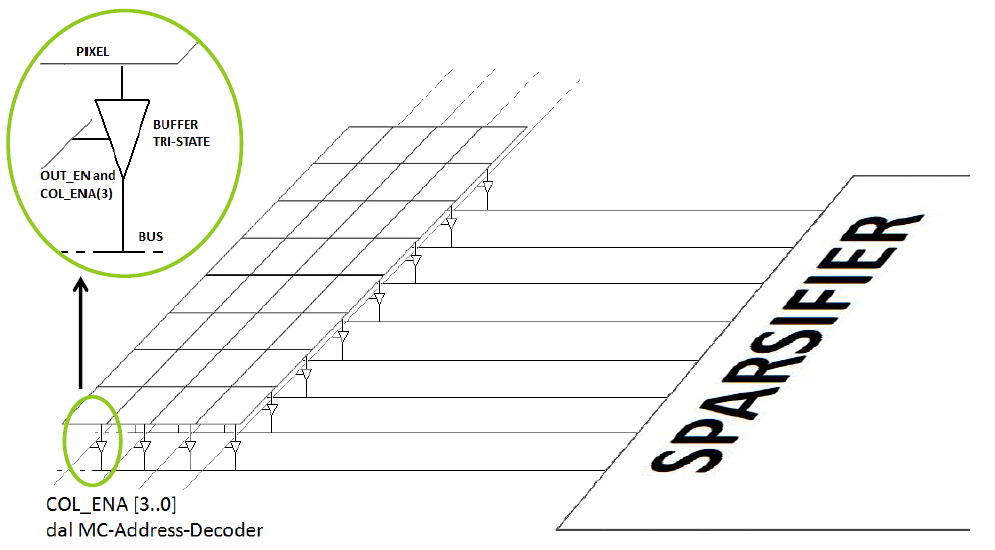 PIXEL
BUFFER
TRI-STATE
OUT_EN and
COL_ENA(3)
BUS
SPARSIFIER
COL_ENA [3..0]
dal MC-Address-Decoder